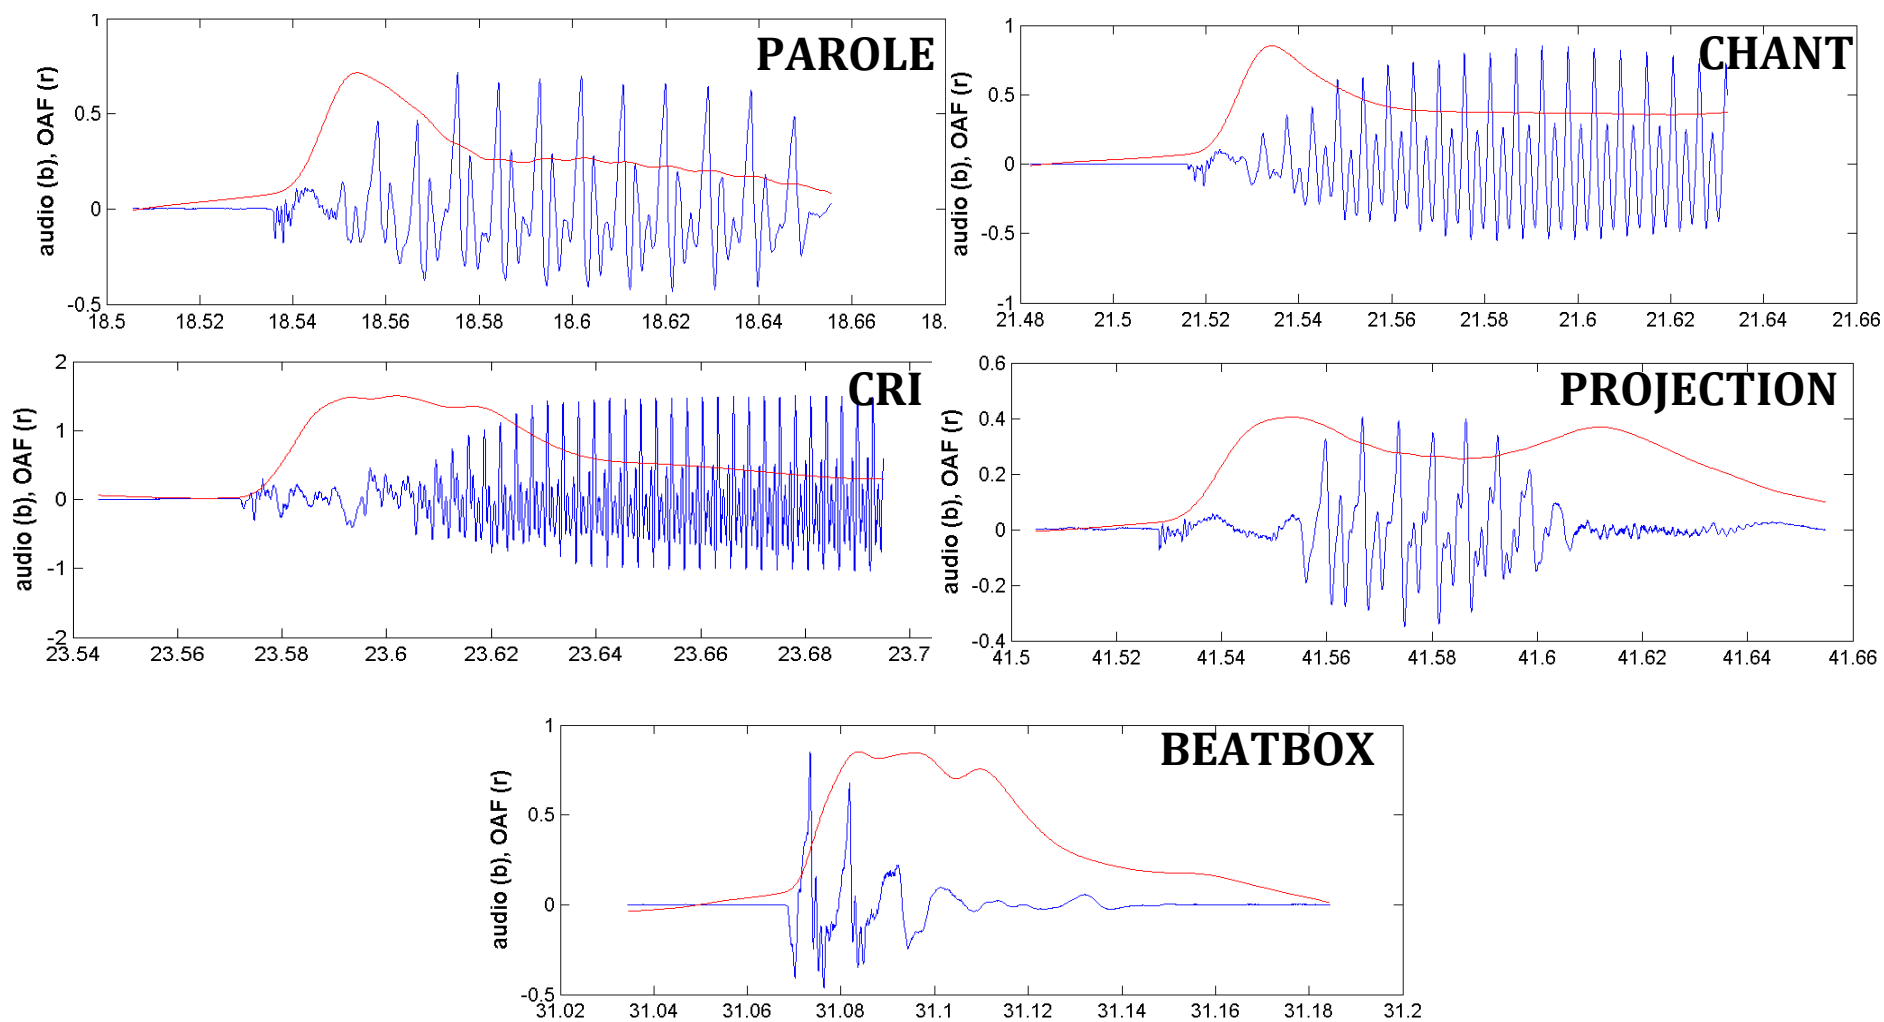 PAROLE
audio (b), OAF (r)
1
0.5
0
-0.5
18.5 18.52 18.54 18.56 18.58 18.6 18.62 18.64 18.66 18.
CHANT
audio (b), OAF (r)
1
0.5
0
-0.5
-1
21.48 21.5 21.52 21.54 21.56 21.58 21.6 21.62 21.64 21.66
CRI
audio (b), OAF (r)
2
1
0
-1
-2
23.54 23.56 23.58 23.6 23.62 23.64 23.66 23.68 23.7
PROJECTION
audio (b), OAF (r)
0.6
0.4
0.2
0
-0.2
-0.4
41.5 41.52 41.54 41.56 41.58 41.6 41.62 41.64 41.66
BEATBOX
audio (b), OAF (r)
1
0.5
0
-0.5
31.02 31.04 31.06 31.08 31.1 31.12 31.14 31.16 31.18 31.2